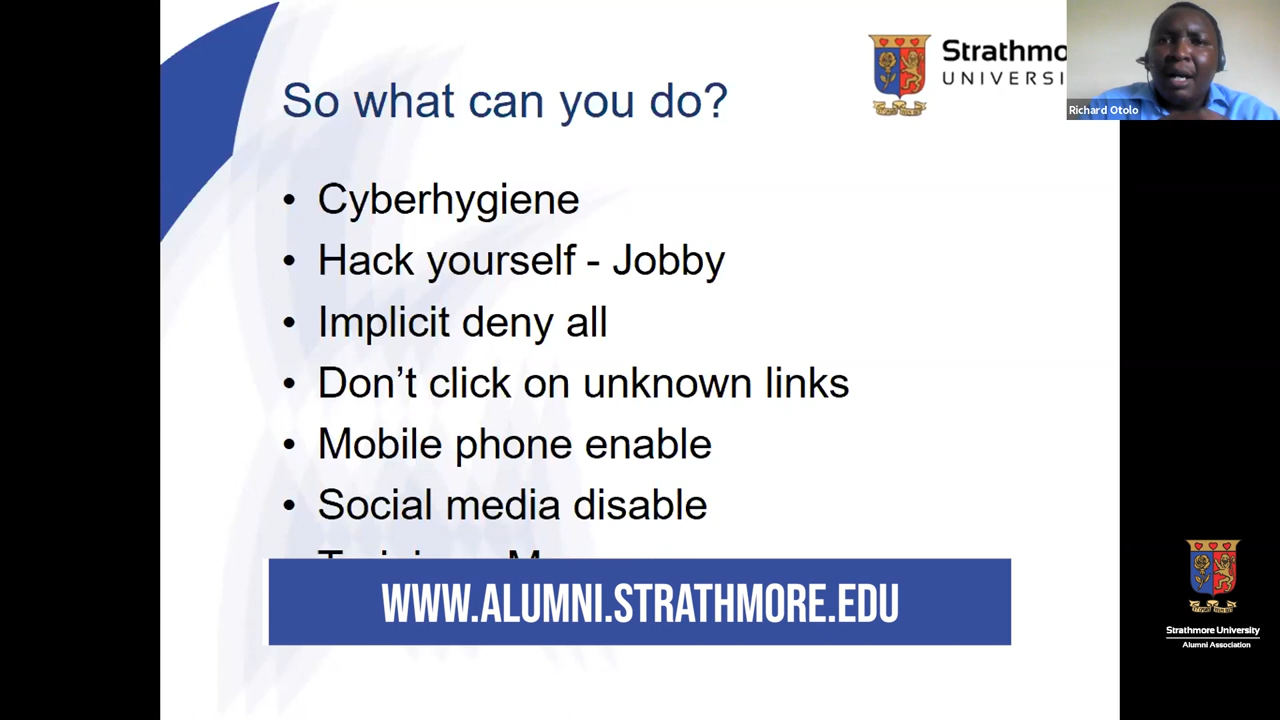 So what can you do?
Strathmo
UNIVERSI
Richard Otolo
• Cyberhygiene
• Hack yourself - Jobby
• Implicit deny all
• Don’t click on unknown links
• Mobile phone enable
• Social media disable
WWW.ALUMNI.STRATHMORE.EDU
Strathmore University
Alumni Association